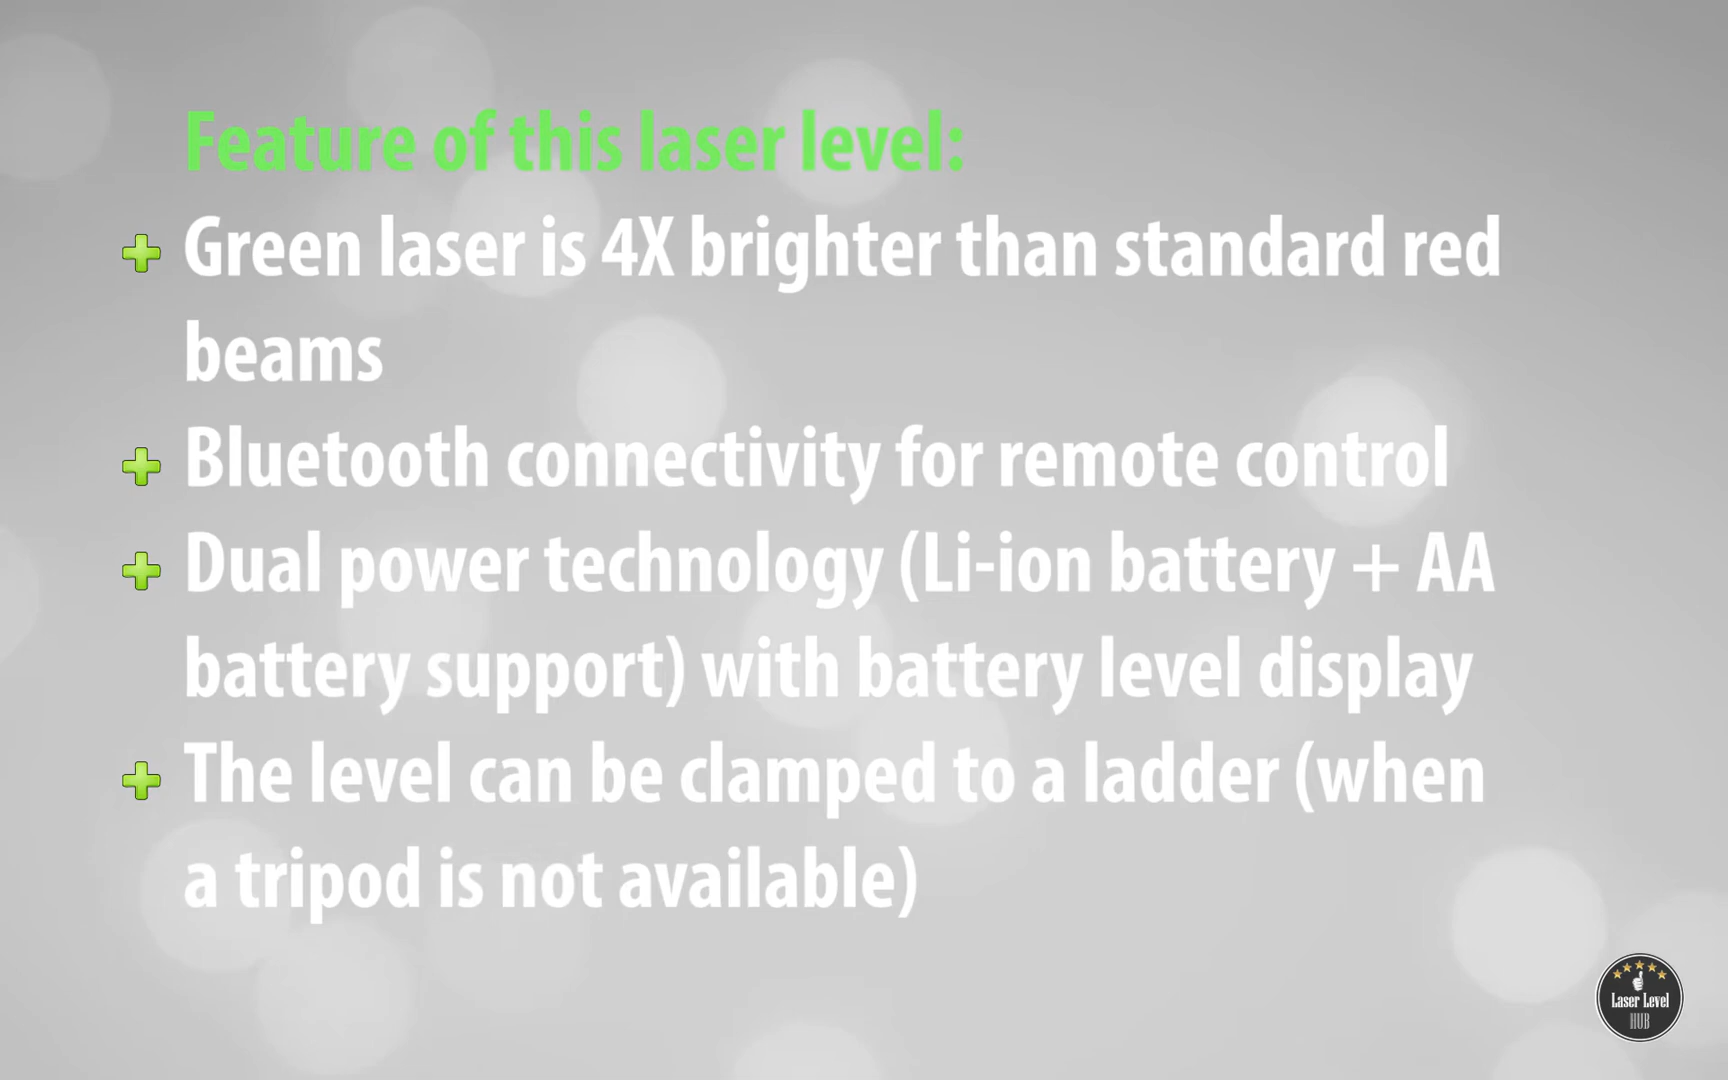 Feature of this laser level:
Green laser is 4X brighter than standard red
beams
Bluetooth connectivity for remote control
Dual power technology (Li-ion battery + AA
battery support) with battery level display
The level can be clamped to a ladder (when
a tripod is not available)
Laser Level
HUB